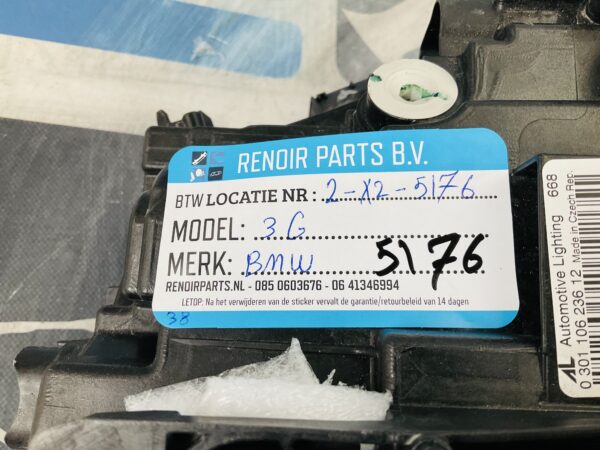 RENOIR PARTS B.V.
BTW LOCATIE NR : 2-X2-5176
MODEL: 3.G
MERK: BMW 5176
RENOIRPARTS.NL - 085 0603676 - 06 41346994
LETOP: Na het verwijderen van de sticker vervalt de garantie/retourbeleid van 14 dagen
38
AL Automotive Lighting 668
0 301 106 236 12 Made in Czech Rep.